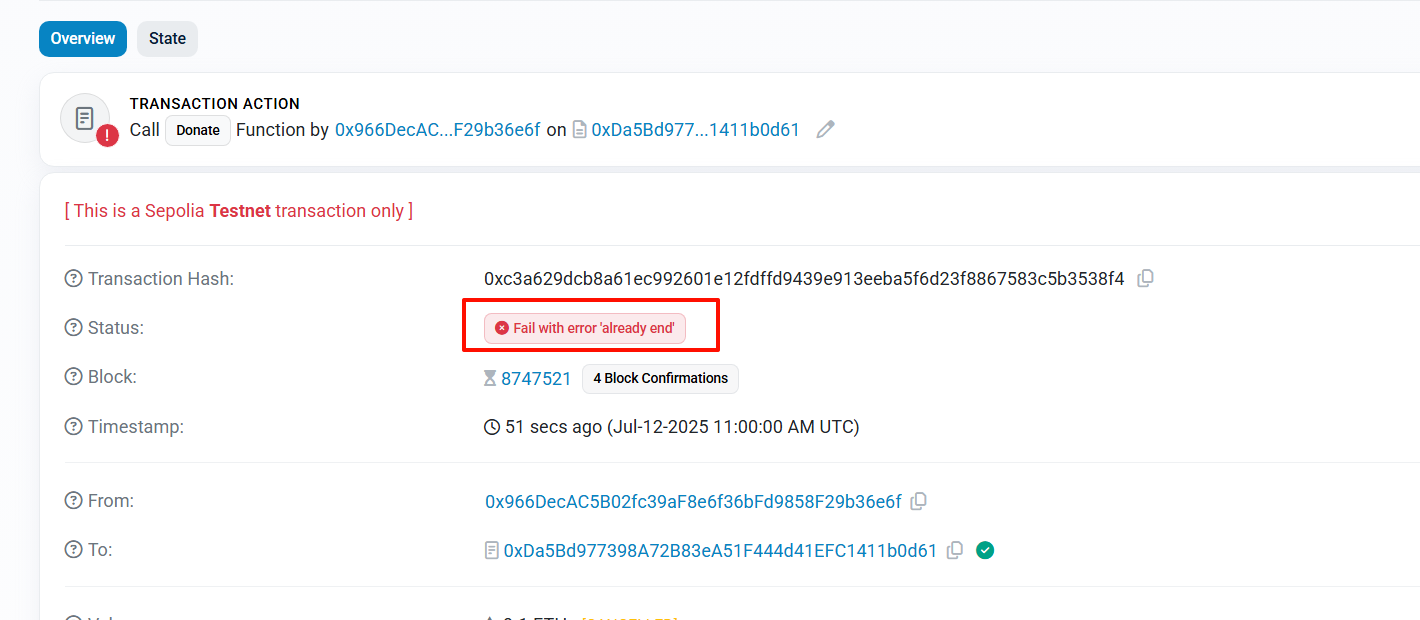 Overview State
TRANSACTION ACTION
Call Donate Function by 0x966DecAC...F29b36e6f on 0xDa5Bd977...1411b0d61
[ This is a Sepolia Testnet transaction only ]
Transaction Hash: 0xc3a629dcb8a61ec992601e12fdffd9439e913eeba5f6d23f8867583c5b3538f4
Status: Fail with error 'already end'
Block: 8747521 4 Block Confirmations
Timestamp: 51 secs ago (Jul-12-2025 11:00:00 AM UTC)
From: 0x966DecAC5B02fc39aF8e6f36bFd9858F29b36e6f
To: 0xDa5Bd977398A72B83eA51F444d41EFC1411b0d61